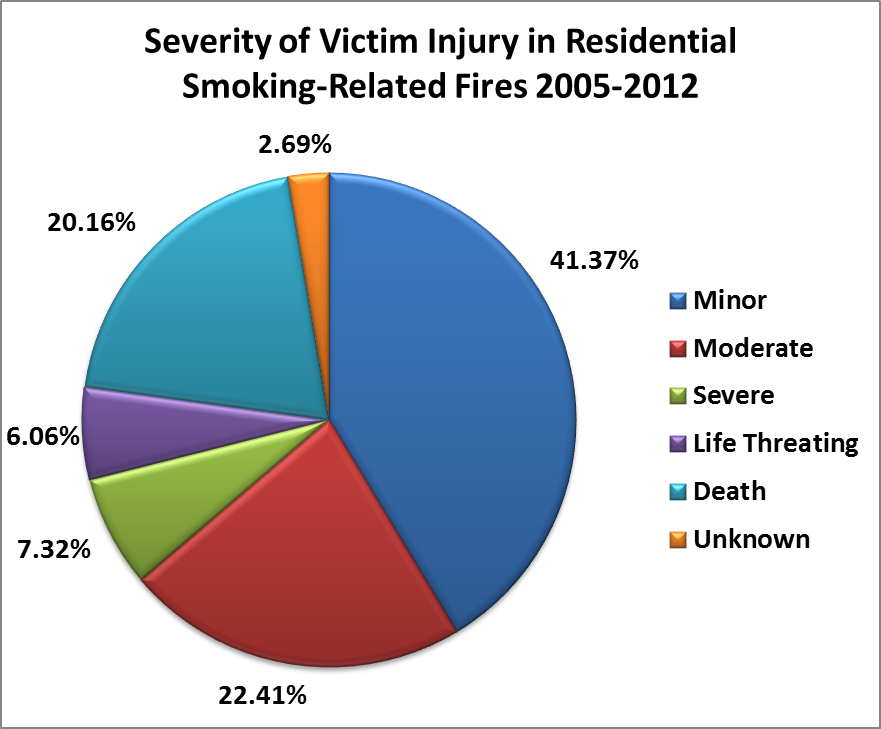 Severity of Victim Injury in Residential
Smoking-Related Fires 2005-2012
2.69%
20.16%
41.37%
6.06%
7.32%
22.41%
Minor
Moderate
Severe
Life Threating
Death
Unknown